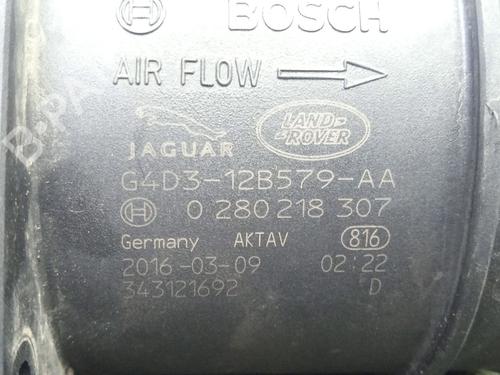 BOSCH
AIR FLOW
JAGUAR
LAND-
ROVER
G4D3-12B579-AA
0 280 218 307
Germany AKTAV 816
2016-03-09 02:22
343121692 D
B-PA